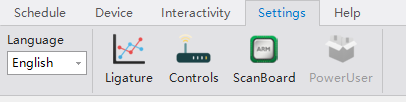 Schedule Device Interactivity Settings Help
Language
English
Ligature Controls ScanBoard PowerUser
ARM